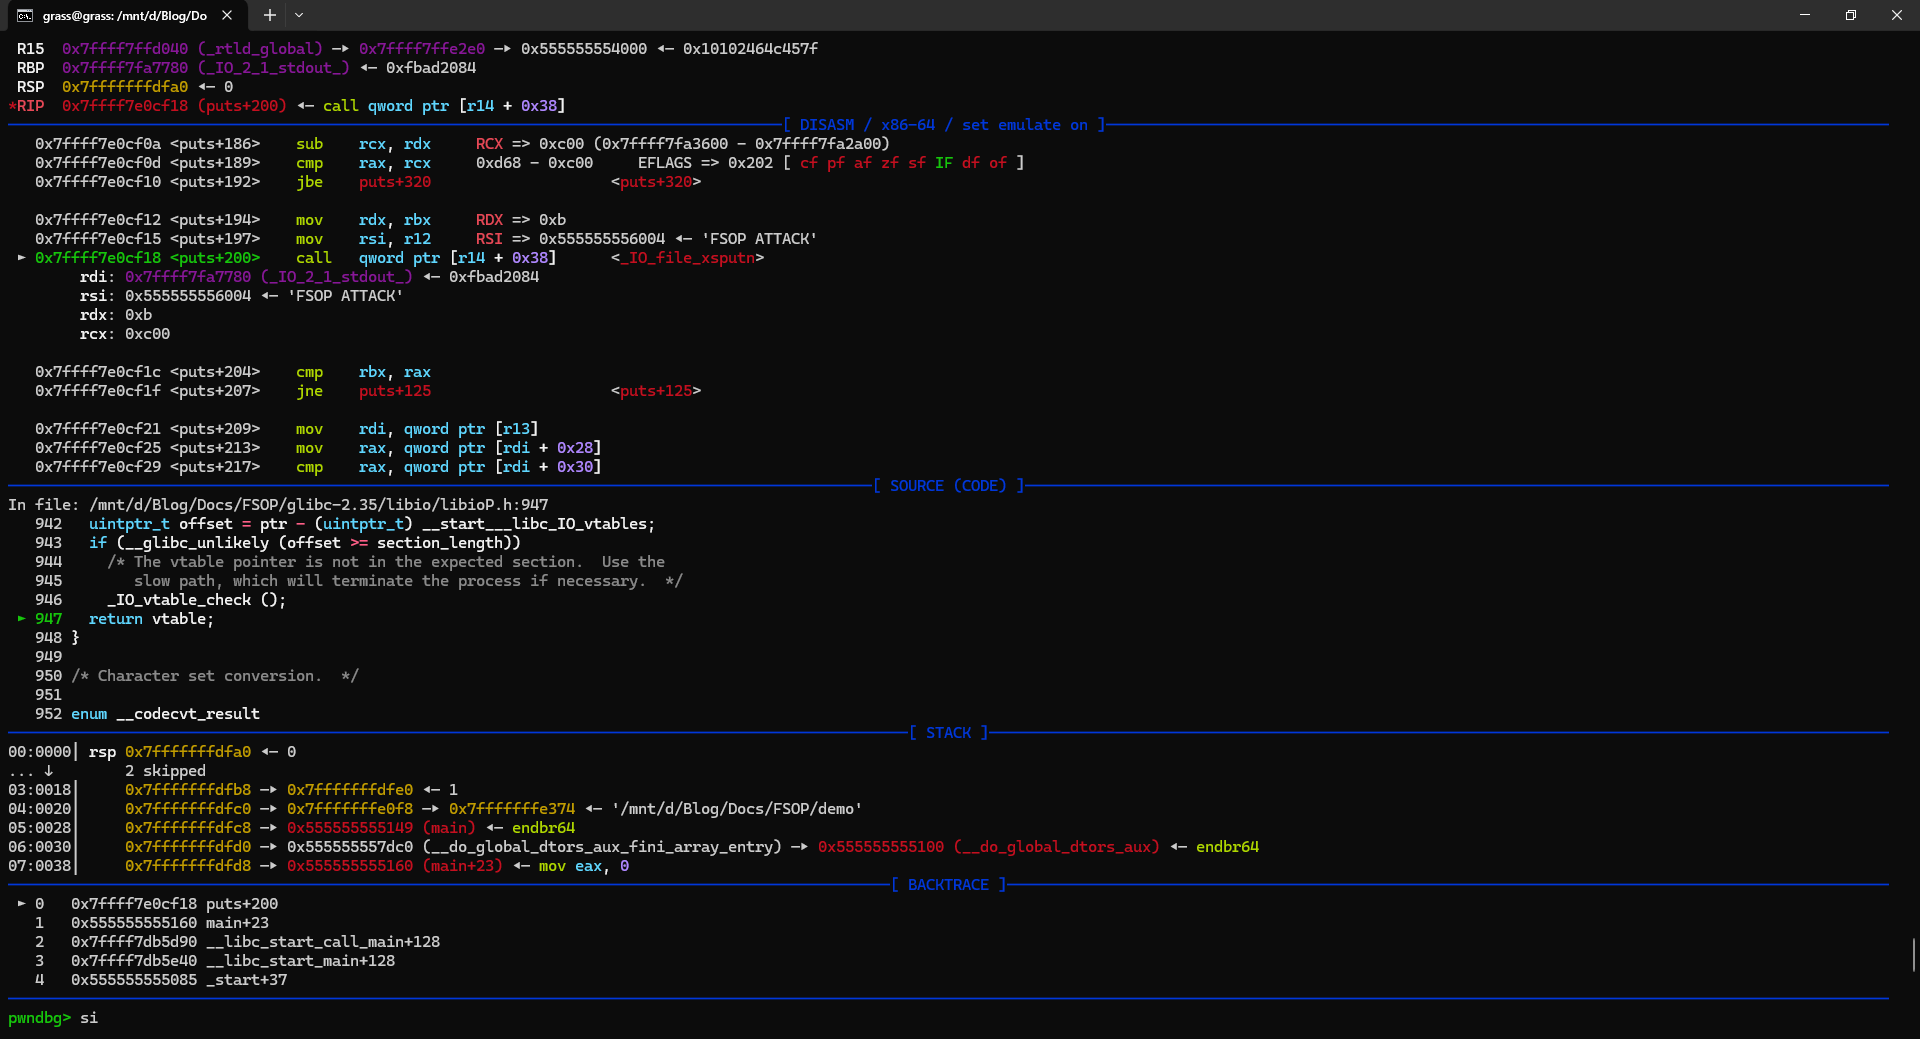 grass@grass: /mnt/d/Blog/Do
R15 0x7ffff7ffd040 (_rtld_global) —▸ 0x7ffff7ffe2e0 —▸ 0x555555554000 ◂— 0x10102464c457f
RBP 0x7ffff7fa7780 (_IO_2_1_stdout_) ◂— 0xfbad2084
RSP 0x7fffffffdfa0 ◂— 0
*RIP 0x7ffff7e0cf18 (puts+200) ◂— call qword ptr [r14 + 0x38]
[ DISASM / x86-64 / set emulate on ]
0x7ffff7e0cf0a <puts+186> sub rcx, rdx RCX => 0xc00 (0x7ffff7fa3600 - 0x7ffff7fa2a00)
0x7ffff7e0cf0d <puts+189> cmp rax, rcx 0xd68 - 0xc00 EFLAGS => 0x202 [ cf pf af zf sf IF df of ]
0x7ffff7e0cf10 <puts+192> jbe puts+320 <puts+320>
0x7ffff7e0cf12 <puts+194> mov rdx, rbx RDX => 0xb
0x7ffff7e0cf15 <puts+197> mov rsi, r12 RSI => 0x555555556004 ◂— 'FSOP ATTACK'
► 0x7ffff7e0cf18 <puts+200> call qword ptr [r14 + 0x38] <_IO_file_xsputn>
rdi: 0x7ffff7fa7780 (_IO_2_1_stdout_) ◂— 0xfbad2084
rsi: 0x555555556004 ◂— 'FSOP ATTACK'
rdx: 0xb
rcx: 0xc00
0x7ffff7e0cf1c <puts+204> cmp rbx, rax
0x7ffff7e0cf1f <puts+207> jne puts+125 <puts+125>
0x7ffff7e0cf21 <puts+209> mov rdi, qword ptr [r13]
0x7ffff7e0cf25 <puts+213> mov rax, qword ptr [rdi + 0x28]
0x7ffff7e0cf29 <puts+217> cmp rax, qword ptr [rdi + 0x30]
[ SOURCE (CODE) ]
In file: /mnt/d/Blog/Docs/FSOP/glibc-2.35/libio/libioP.h:947
942 uintptr_t offset = ptr - (uintptr_t) __start___libc_IO_vtables;
943 if (__glibc_unlikely (offset >= section_length))
944 /* The vtable pointer is not in the expected section. Use the
945 slow path, which will terminate the process if necessary. */
946 _IO_vtable_check ();
► 947 return vtable;
948 }
949
950 /* Character set conversion. */
951
952 enum __codecvt_result
[ STACK ]
00:0000│ rsp 0x7fffffffdfa0 ◂— 0
... ↓ 2 skipped
03:0018│ 0x7fffffffdfb8 —▸ 0x7fffffffdfe0 ◂— 1
04:0020│ 0x7fffffffdfc0 —▸ 0x7fffffffe0f8 —▸ 0x7fffffffe374 ◂— '/mnt/d/Blog/Docs/FSOP/demo'
05:0028│ 0x7fffffffdfc8 —▸ 0x555555555149 (main) ◂— endbr64
06:0030│ 0x7fffffffdfd0 —▸ 0x555555557dc0 (__do_global_dtors_aux_fini_array_entry) —▸ 0x555555555100 (__do_global_dtors_aux) ◂— endbr64
07:0038│ 0x7fffffffdfd8 —▸ 0x555555555160 (main+23) ◂— mov eax, 0
[ BACKTRACE ]
► 0 0x7ffff7e0cf18 puts+200
1 0x555555555160 main+23
2 0x7ffff7db5d90 __libc_start_call_main+128
3 0x7ffff7db5e40 __libc_start_main+128
4 0x555555555085 _start+37
pwndbg> si